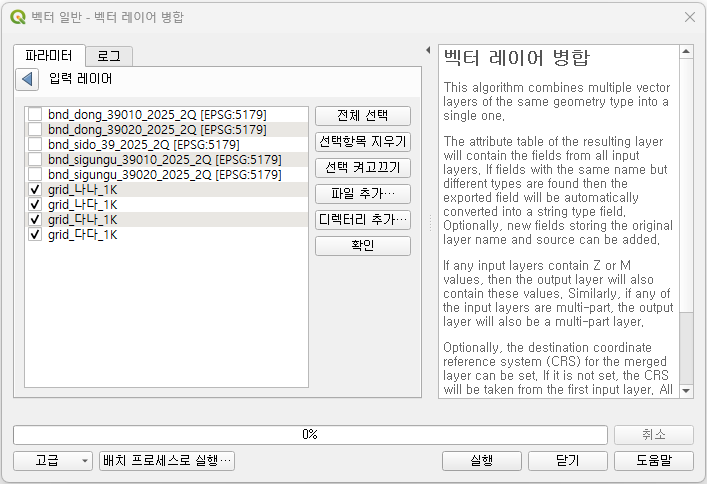 벡터 일반 - 벡터 레이어 병합
파라미터
로그
입력 레이어
bnd_dong_39010_2025_2Q [EPSG:5179]
bnd_dong_39020_2025_2Q [EPSG:5179]
bnd_sido_39_2025_2Q [EPSG:5179]
bnd_sigungu_39010_2025_2Q [EPSG:5179]
bnd_sigungu_39020_2025_2Q [EPSG:5179]
grid_나나_1K
grid_나다_1K
grid_다나_1K
grid_다다_1K
전체 선택
선택항목 지우기
선택 켜고끄기
파일 추가…
디렉터리 추가…
확인
벡터 레이어 병합
This algorithm combines multiple vector
layers of the same geometry type into a
single one.
The attribute table of the resulting layer
will contain the fields from all input
layers. If fields with the same name but
different types are found then the
exported field will be automatically
converted into a string type field.
Optionally, new fields storing the original
layer name and source can be added.
If any input layers contain Z or M
values, then the output layer will also
contain these values. Similarly, if any of
the input layers are multi-part, the output
layer will also be a multi-part layer.
Optionally, the destination coordinate
reference system (CRS) for the merged
layer can be set. If it is not set, the CRS
will be taken from the first input layer. All
0%
취소
고급
배치 프로세스로 실행…
실행
닫기
도움말